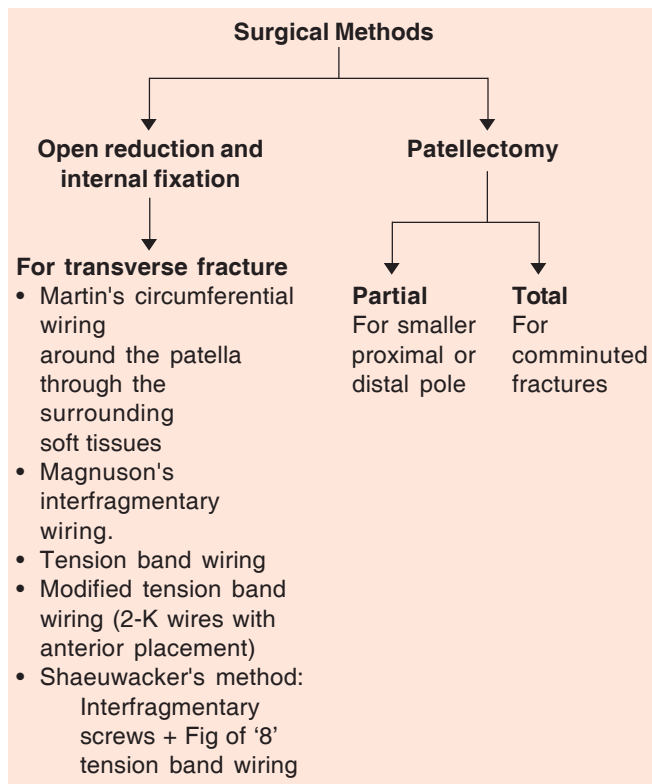 Surgical Methods
Open reduction and
internal fixation
For transverse fracture
• Martin's circumferential
wiring
around the patella
through the
surrounding
soft tissues
• Magnuson's
interfragmentary
wiring.
• Tension band wiring
• Modified tension band
wiring (2-K wires with
anterior placement)
• Shaeuwacker's method:
Interfragmentary
screws + Fig of ‘8’
tension band wiring
Patellectomy
Partial
For smaller
proximal or
distal pole
Total
For
comminuted
fractures